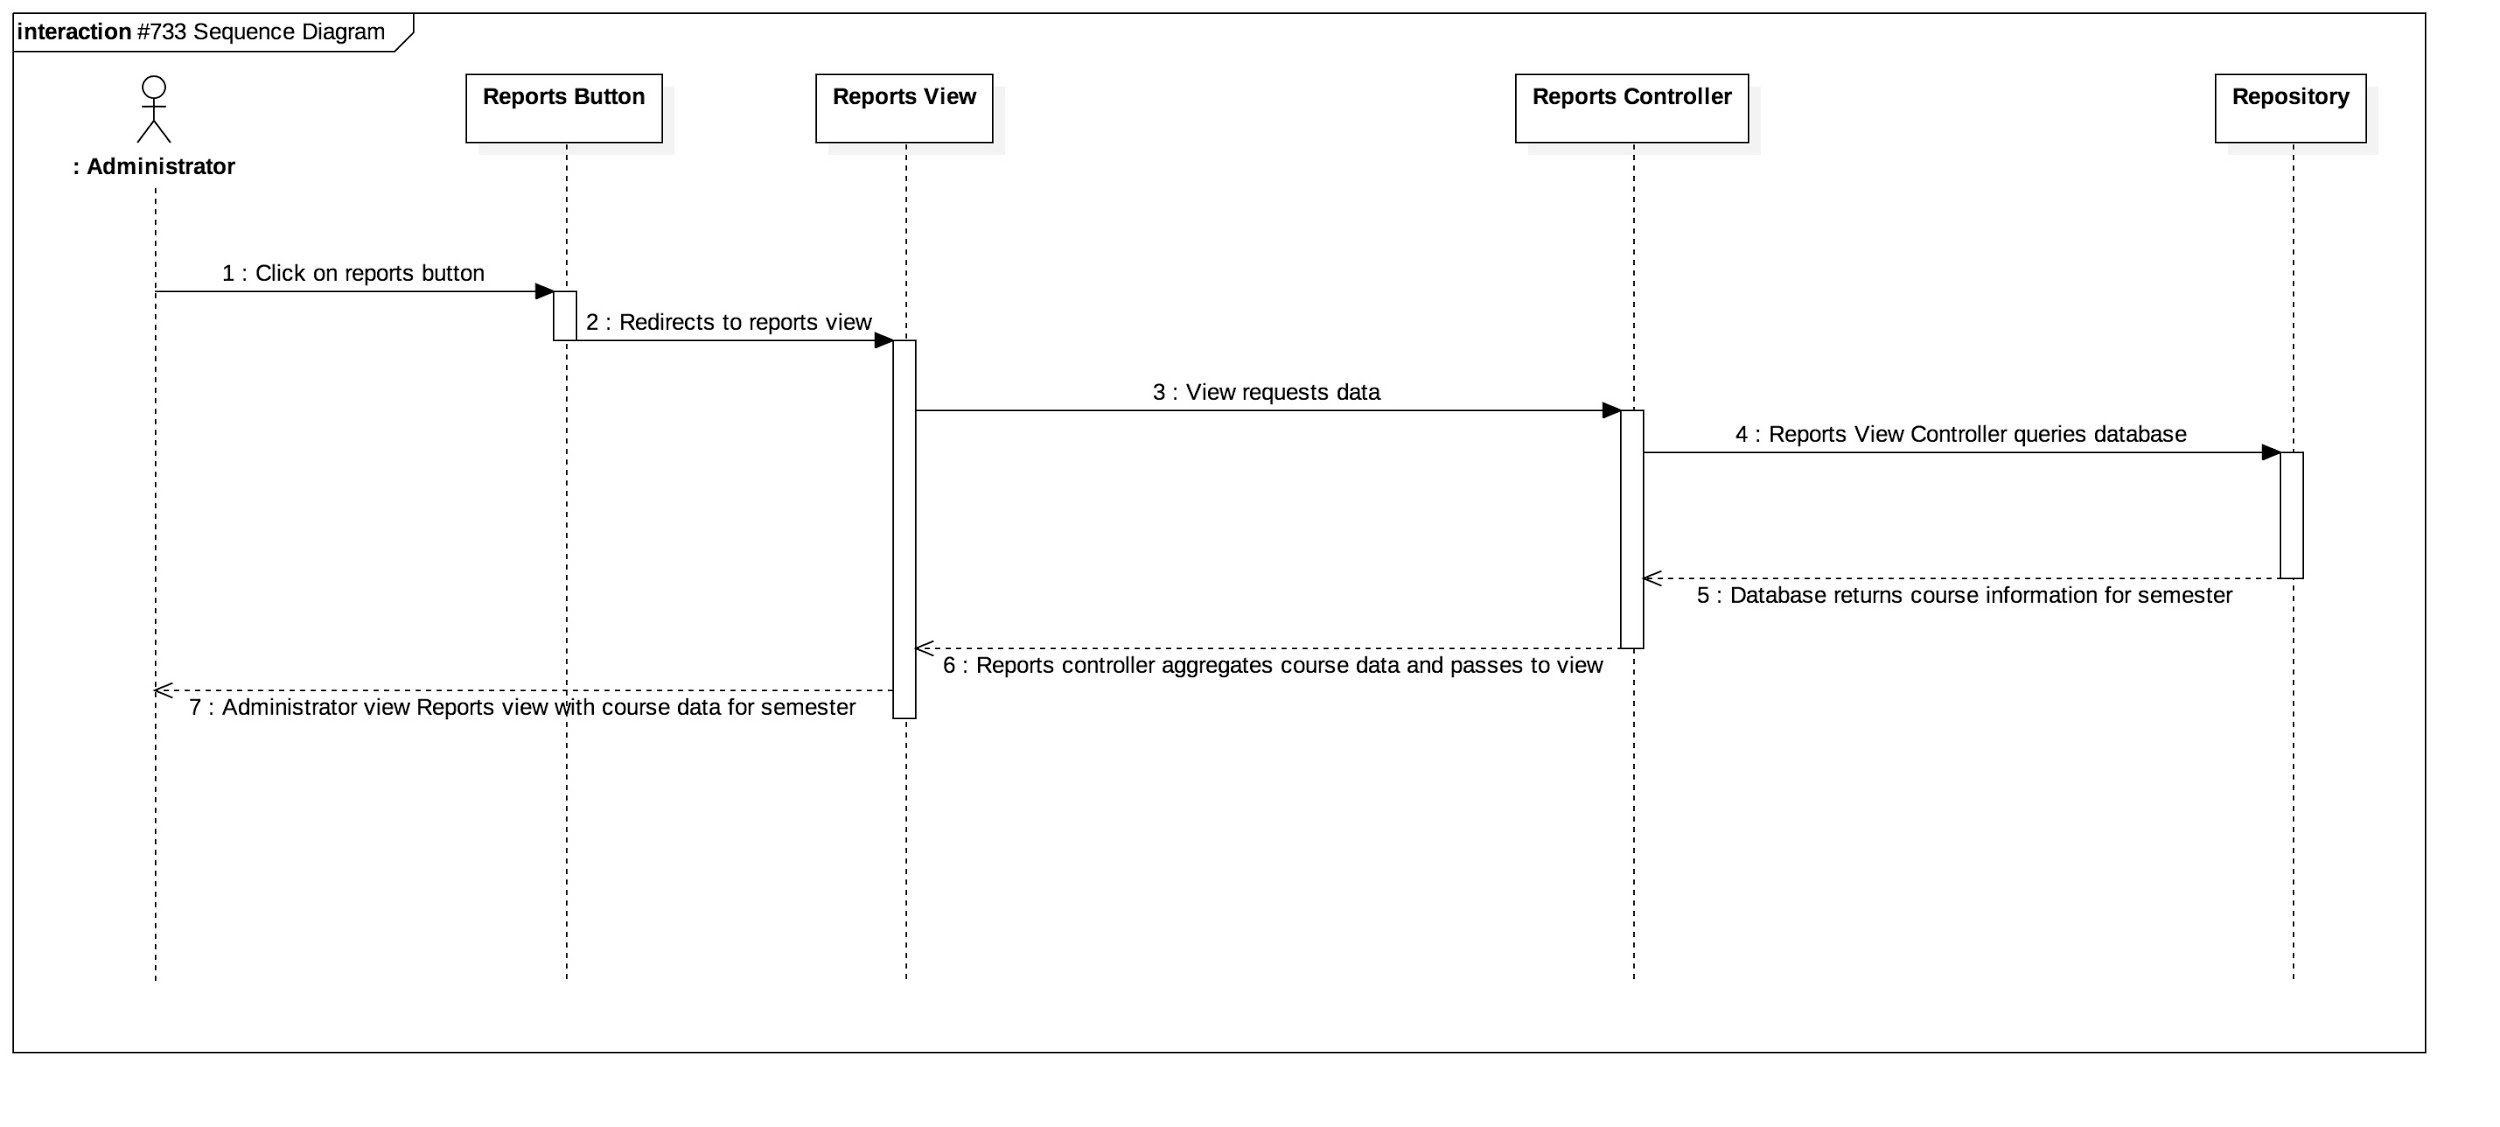 interaction #733 Sequence Diagram
: Administrator
Reports Button
Reports View
Reports Controller
Repository
1 : Click on reports button
2 : Redirects to reports view
3 : View requests data
4 : Reports View Controller queries database
5 : Database returns course information for semester
6 : Reports controller aggregates course data and passes to view
7 : Administrator view Reports view with course data for semester